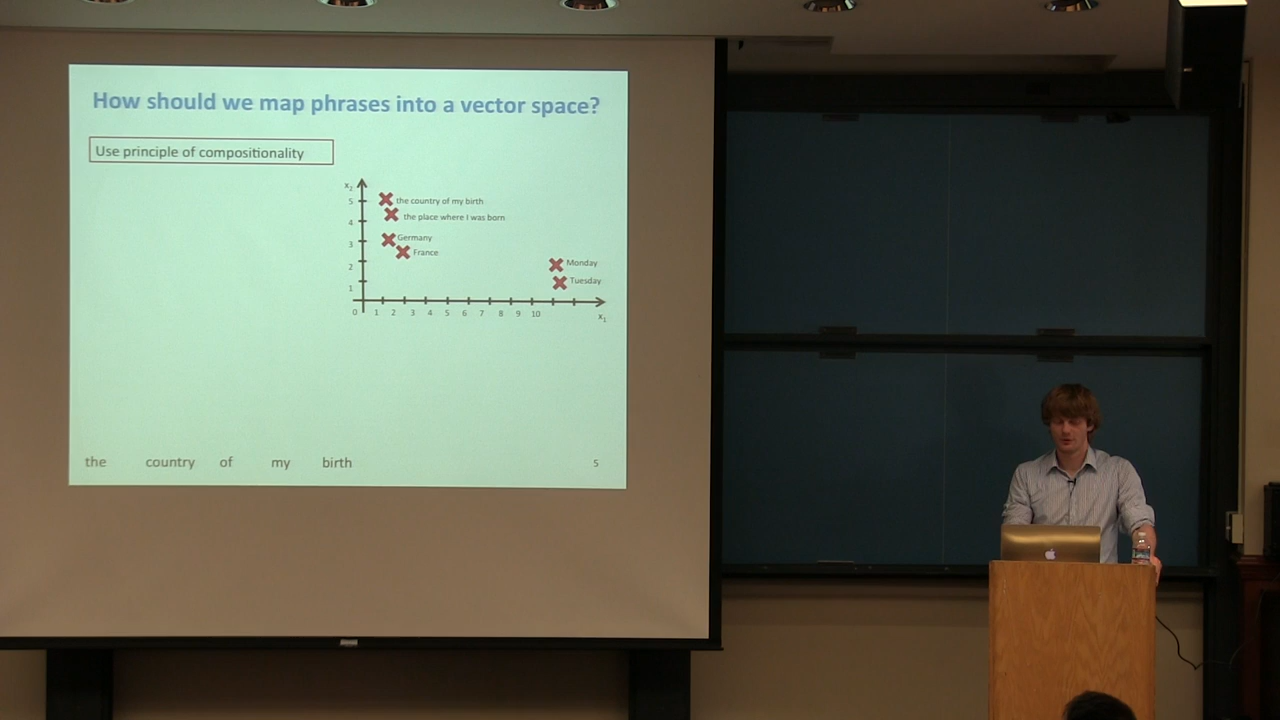 How should we map phrases into a vector space?
Use principle of compositionality
x2
5
4
3
2
1
the country of my birth
the place where I was born
Germany
France
Monday
Tuesday
0 1 2 3 4 5 6 7 8 9 10
x1
the country of my birth
5